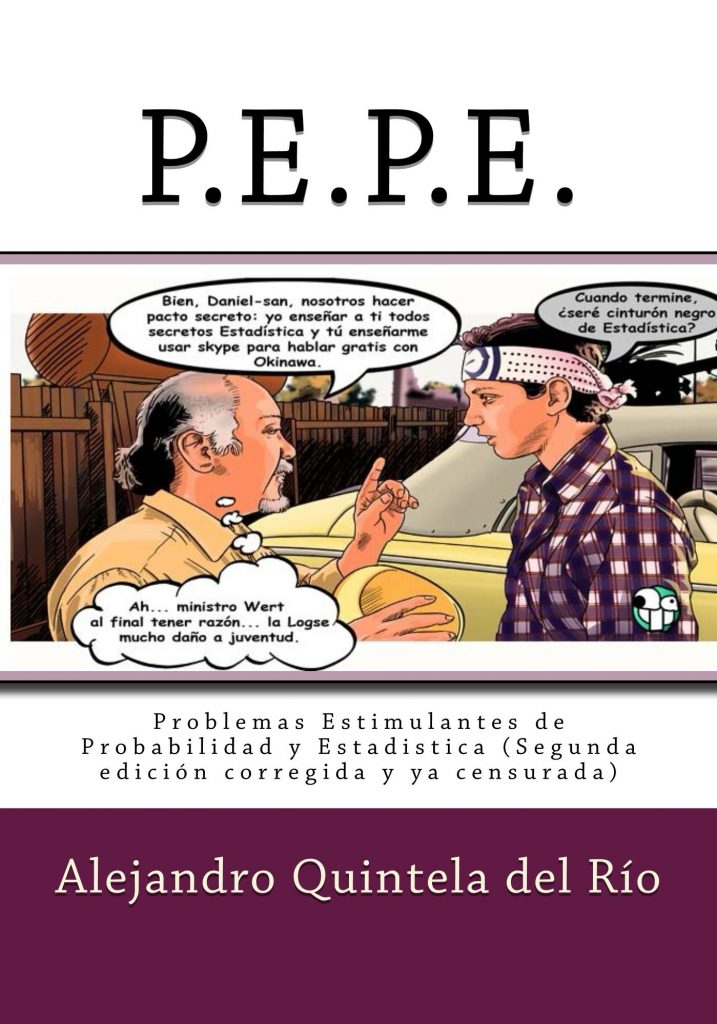 P.E.P.E.
Bien, Daniel-san, nosotros hacer
pacto secreto: yo enseñar a ti todos
secretos Estadística y tú enseñarme
usar skype para hablar gratis con
Okinawa.
Cuando termine,
¿seré cinturón negro
de Estadística?
Ah... ministro Wert
al final tener razón... la Logse
mucho daño a juventud.
Problemas Estimulantes de
Probabilidad y Estadistica (Segunda
edición corregida y ya censurada)
Alejandro Quintela del Río